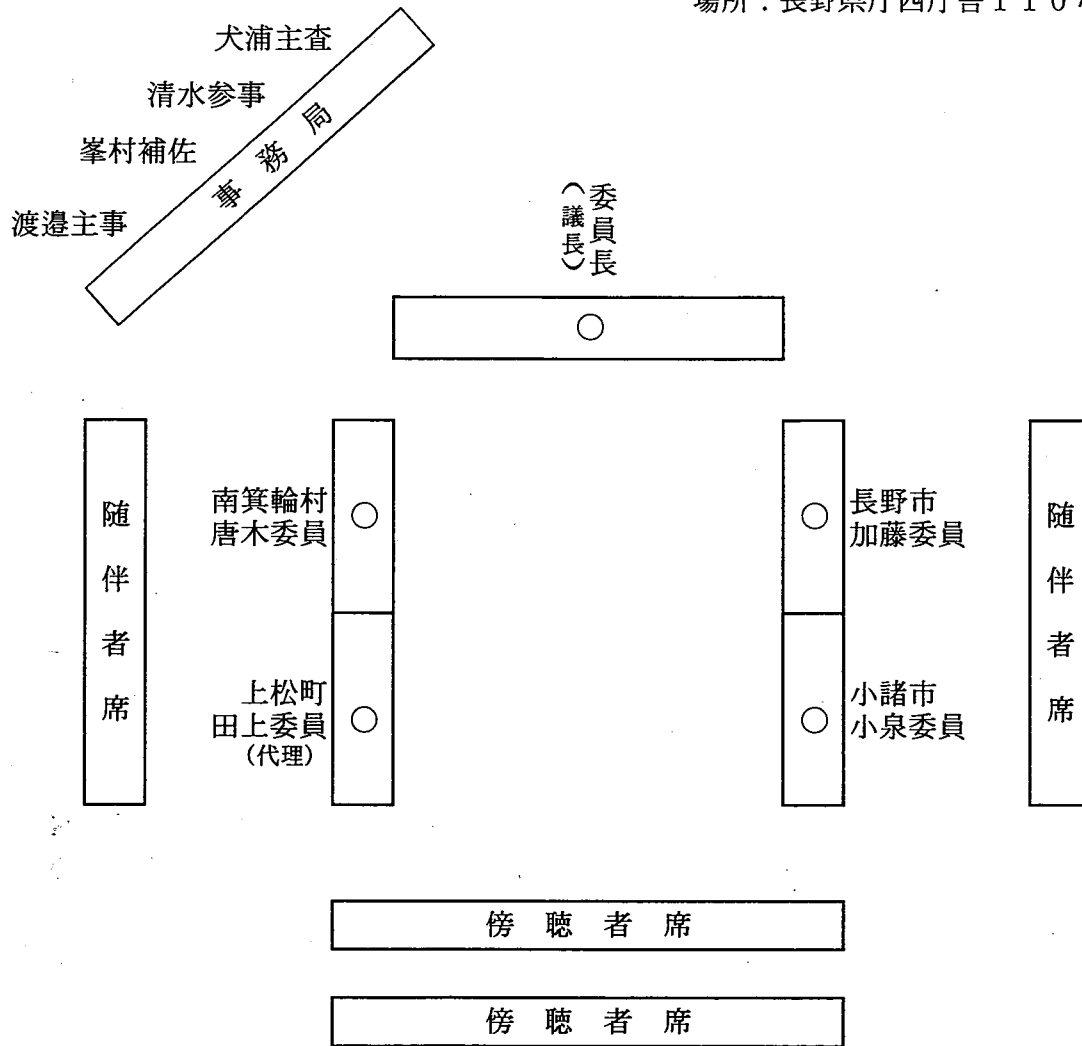 場所：長野県庁西庁舎１１０
犬浦主査
清水参事
峯村補佐
渡邉主事
事務局
委員長
（議長）
随伴者席
南箕輪村
唐木委員
上松町
田上委員
(代理)
長野市
加藤委員
小諸市
小泉委員
随伴者席
傍聴者席
傍聴者席